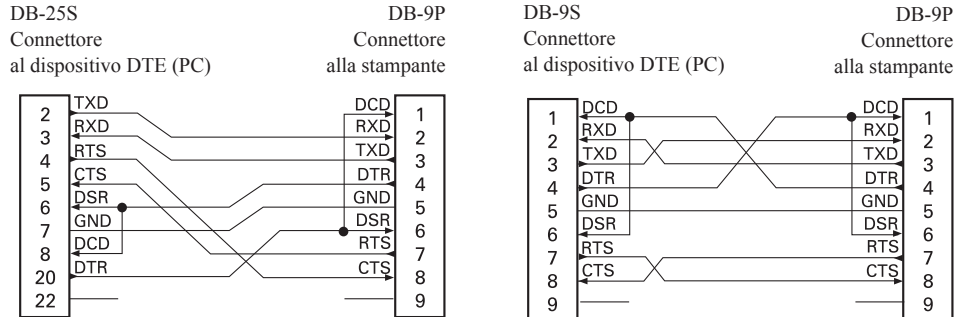 DB-25S DB-9P
Connettore Connettore
al dispositivo DTE (PC) alla stampante
2 TXD DCD 1
3 RXD RXD 2
4 RTS TXD 3
5 CTS DTR 4
6 DSR GND 5
7 GND DSR 6
8 DCD RTS 7
20 DTR CTS 8
22 9
DB-9S DB-9P
Connettore Connettore
al dispositivo DTE (PC) alla stampante
1 DCD DCD 1
2 RXD RXD 2
3 TXD TXD 3
4 DTR DTR 4
5 GND GND 5
6 DSR DSR 6
7 RTS RTS 7
8 CTS CTS 8
9 9